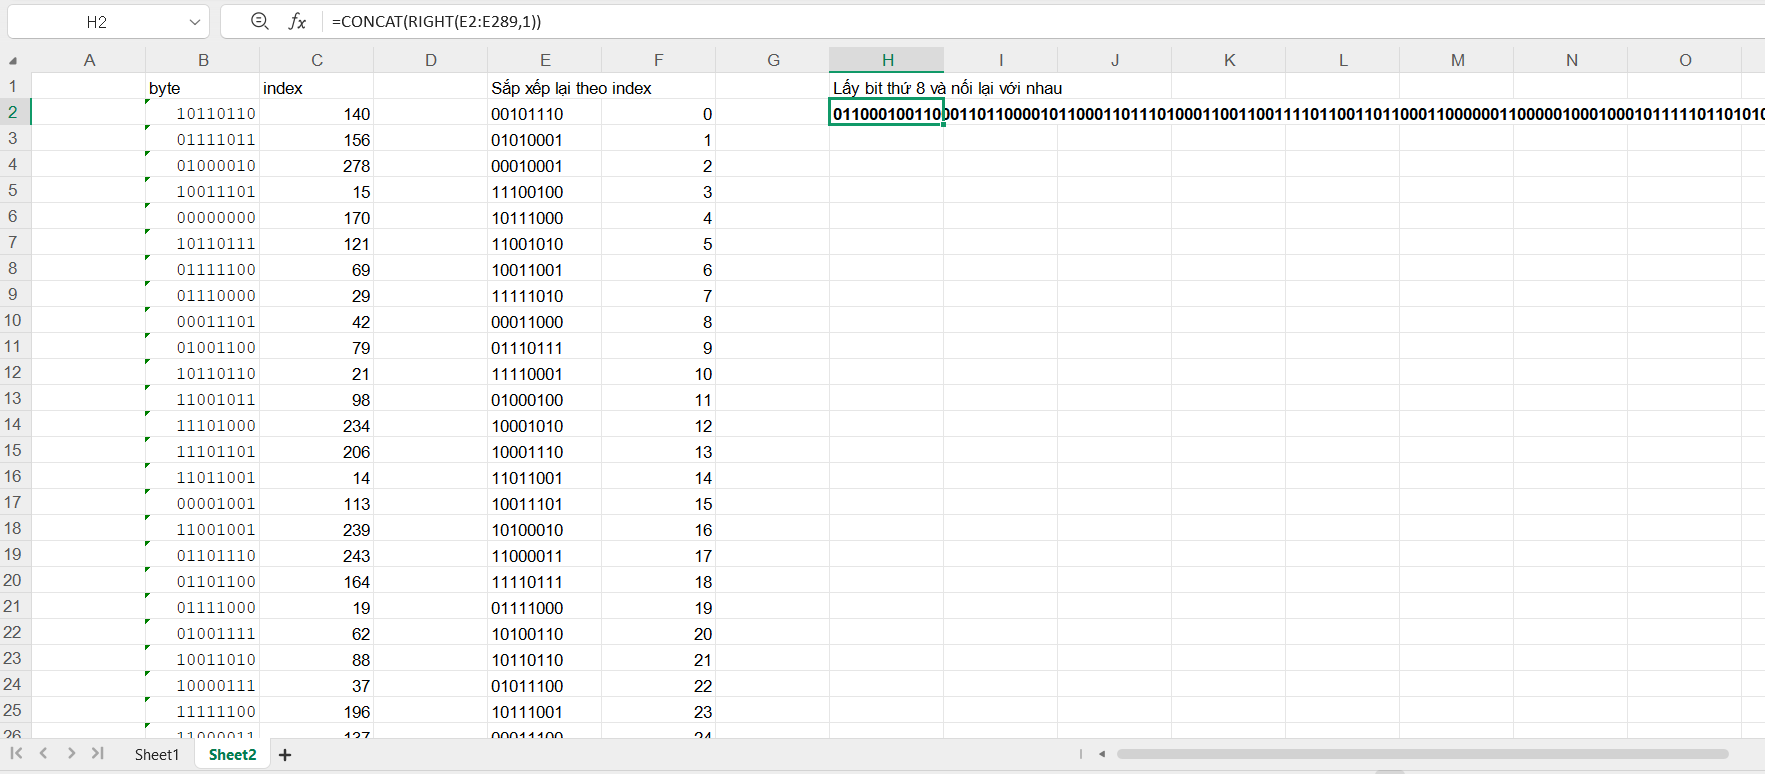 H2 fx =CONCAT(RIGHT(E2:E289,1))
A B C D E F G H I J K L M N O
1 byte index Sắp xếp lại theo index Lấy bit thứ 8 và nối lại với nhau
2 10110110 140 00101110 0 01100010011000110110000101100011011101000110011001111011001101100011000000110000010001000101111101101010
3 01111011 156 01010001 1
4 01000010 278 00010001 2
5 10011101 15 11100100 3
6 00000000 170 10111000 4
7 10110111 121 11001010 5
8 01111100 69 10011001 6
9 01110000 29 11111010 7
10 00011101 42 00011000 8
11 01001100 79 01110111 9
12 10110110 21 11110001 10
13 11001011 98 01000100 11
14 11101000 234 10001010 12
15 11101101 206 10001110 13
16 11011001 14 11011001 14
17 00001001 113 10011101 15
18 11001001 239 10100010 16
19 01101110 243 11000011 17
20 01101100 164 11110111 18
21 01111000 19 01111000 19
22 01001111 62 10100110 20
23 10011010 88 10110110 21
24 10000111 37 01011100 22
25 11111100 196 10111001 23
26
Sheet1 Sheet2 +